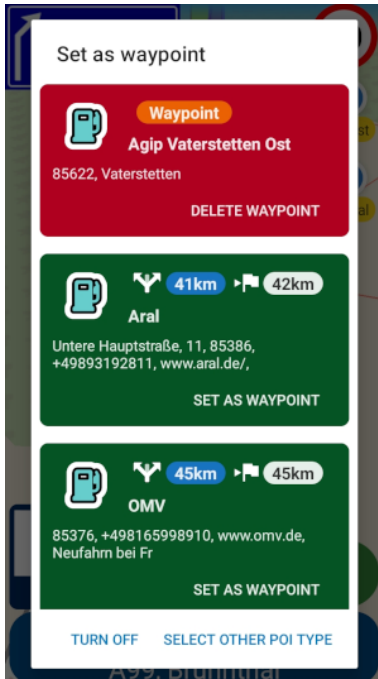 Set as waypoint
Waypoint
Agip Vaterstetten Ost
85622, Vaterstetten
DELETE WAYPOINT
41km 42km
Aral
Untere Hauptstraße, 11, 85386,
+49893192811, www.aral.de/,
SET AS WAYPOINT
45km 45km
OMV
85376, +498165998910, www.omv.de,
Neufahrn bei Fr
SET AS WAYPOINT
TURN OFF SELECT OTHER POI TYPE
A99, Brunnthal